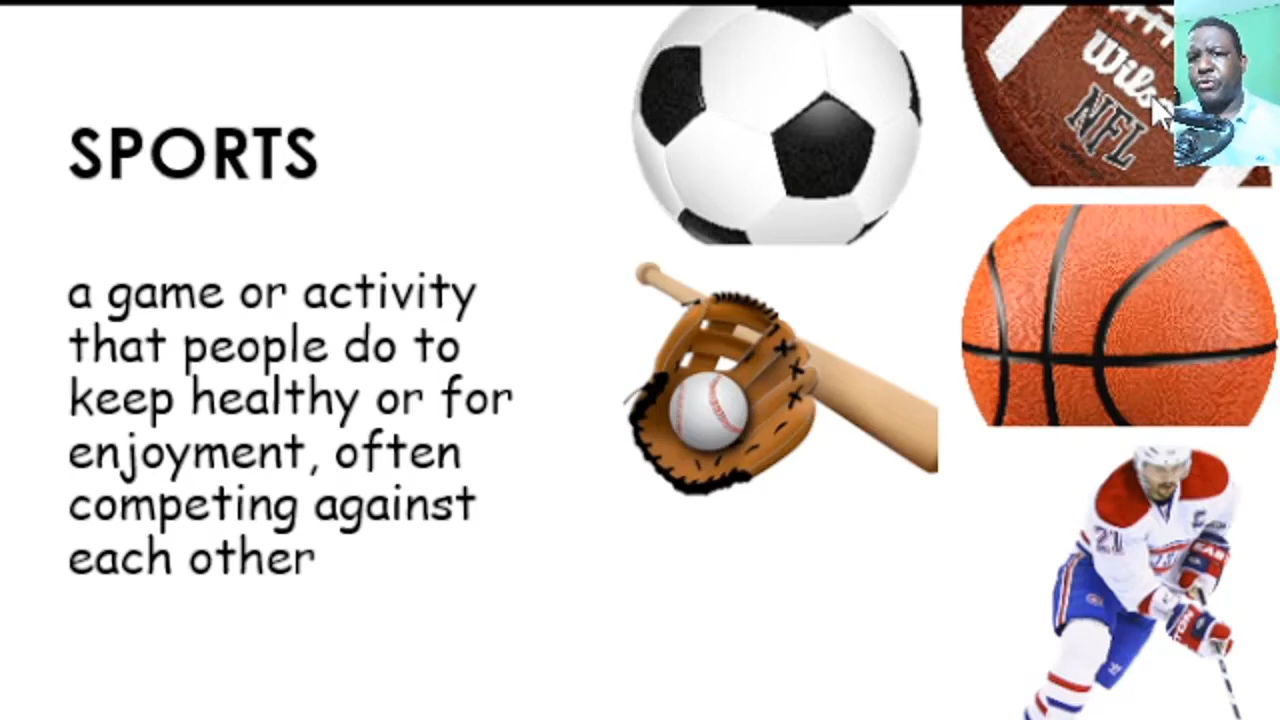 SPORTS
a game or activity
that people do to
keep healthy or for
enjoyment, often
competing against
each other
NFL
21